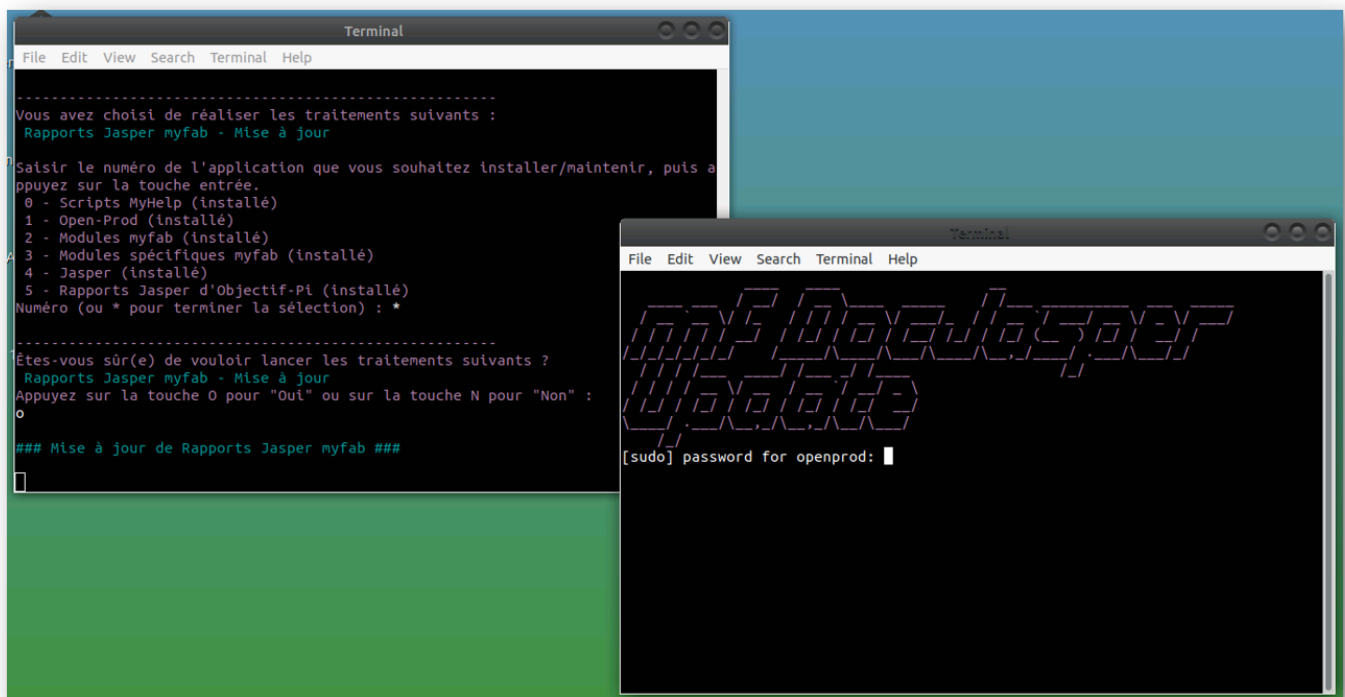 Terminal
File Edit View Search Terminal Help
------------------------------------------------------
Vous avez choisi de réaliser les traitements suivants :
Rapports Jasper myfab - Mise à jour
Saisir le numéro de l'application que vous souhaitez installer/maintenir, puis a
ppuyez sur la touche entrée.
0 - Scripts MyHelp (installé)
1 - Open-Prod (installé)
2 - Modules myfab (installé)
3 - Modules spécifiques myfab (installé)
4 - Jasper (installé)
5 - Rapports Jasper d'Objectif-Pi (installé)
Numéro (ou * pour terminer la sélection) : *
------------------------------------------------------
Êtes-vous sûr(e) de vouloir lancer les traitements suivants ?
Rapports Jasper myfab - Mise à jour
Appuyez sur la touche O pour "Oui" ou sur la touche N pour "Non" :
o
### Mise à jour de Rapports Jasper myfab ###
Terminal
File Edit View Search Terminal Help
mf DocJasper
Update
[sudo] password for openprod: